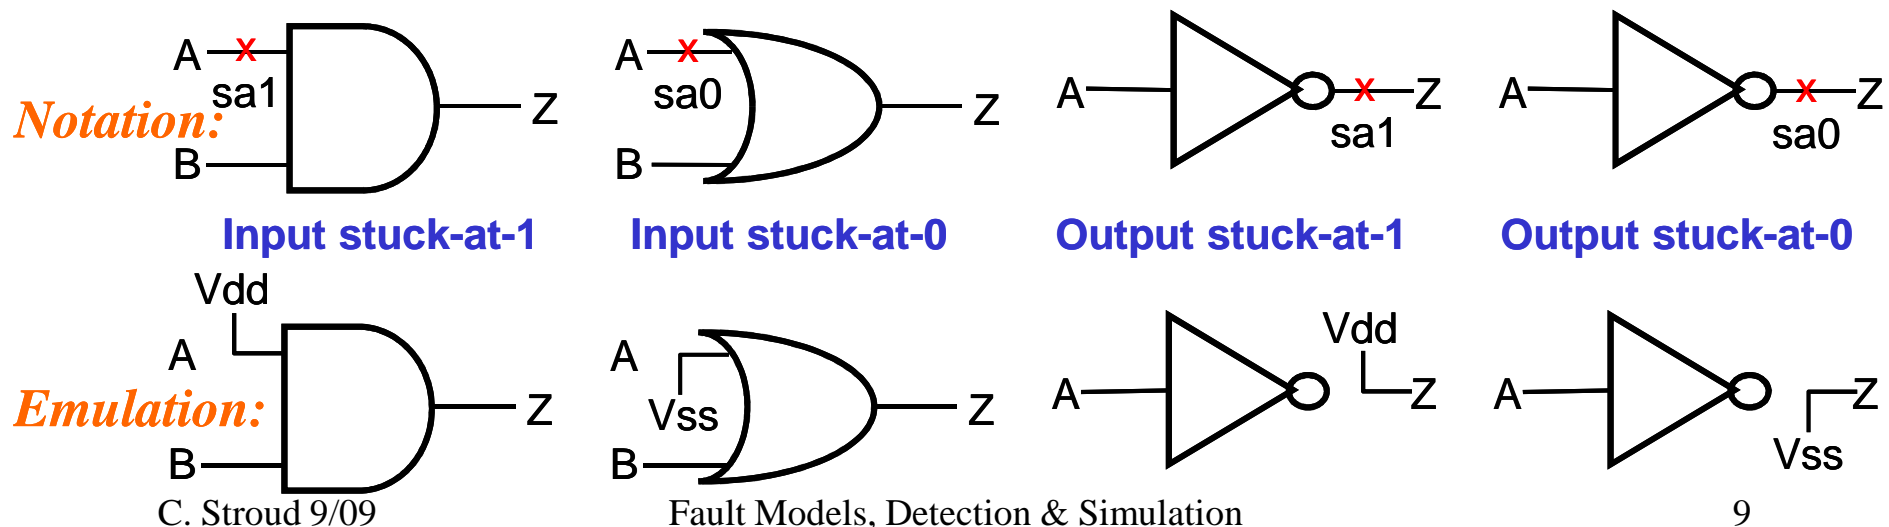 A x sa1 B Z
A x sa0 B Z
A x sa1 Z
A x sa0 Z
Notation:
Input stuck-at-1 Input stuck-at-0 Output stuck-at-1 Output stuck-at-0
Vdd A B Z
A Vss B Z
A Vdd Z
A Vss Z
Emulation:
C. Stroud 9/09 Fault Models, Detection & Simulation 9